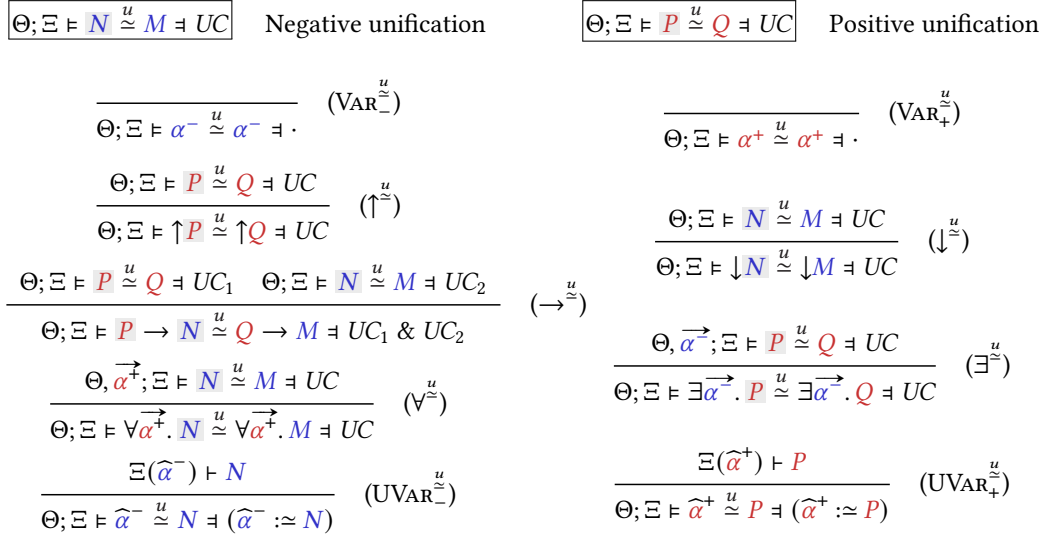 Θ; Ξ ⊨ N ≃ᵘ M ⫤ UC Negative unification
───────────────
Θ; Ξ ⊨ α⁻ ≃ᵘ α⁻ ⫤ · (Var₋≃ᵘ)
Θ; Ξ ⊨ P ≃ᵘ Q ⫤ UC
───────────────
Θ; Ξ ⊨ ↑P ≃ᵘ ↑Q ⫤ UC (↑≃ᵘ)
Θ; Ξ ⊨ P ≃ᵘ Q ⫤ UC₁ Θ; Ξ ⊨ N ≃ᵘ M ⫤ UC₂
───────────────
Θ; Ξ ⊨ P → N ≃ᵘ Q → M ⫤ UC₁ & UC₂ (→≃ᵘ)
Θ, α⃗⁺; Ξ ⊨ N ≃ᵘ M ⫤ UC
───────────────
Θ; Ξ ⊨ ∀α⃗⁺. N ≃ᵘ ∀α⃗⁺. M ⫤ UC (∀≃ᵘ)
Ξ(α̂⁻) ⊢ N
───────────────
Θ; Ξ ⊨ α̂⁻ ≃ᵘ N ⫤ (α̂⁻ :≃ N) (UVar₋≃ᵘ)
Θ; Ξ ⊨ P ≃ᵘ Q ⫤ UC Positive unification
───────────────
Θ; Ξ ⊨ α⁺ ≃ᵘ α⁺ ⫤ · (Var₊≃ᵘ)
Θ; Ξ ⊨ N ≃ᵘ M ⫤ UC
───────────────
Θ; Ξ ⊨ ↓N ≃ᵘ ↓M ⫤ UC (↓≃ᵘ)
Θ, α⃗⁻; Ξ ⊨ P ≃ᵘ Q ⫤ UC
───────────────
Θ; Ξ ⊨ ∃α⃗⁻. P ≃ᵘ ∃α⃗⁻. Q ⫤ UC (∃≃ᵘ)
Ξ(α̂⁺) ⊢ P
───────────────
Θ; Ξ ⊨ α̂⁺ ≃ᵘ P ⫤ (α̂⁺ :≃ P) (UVar₊≃ᵘ)